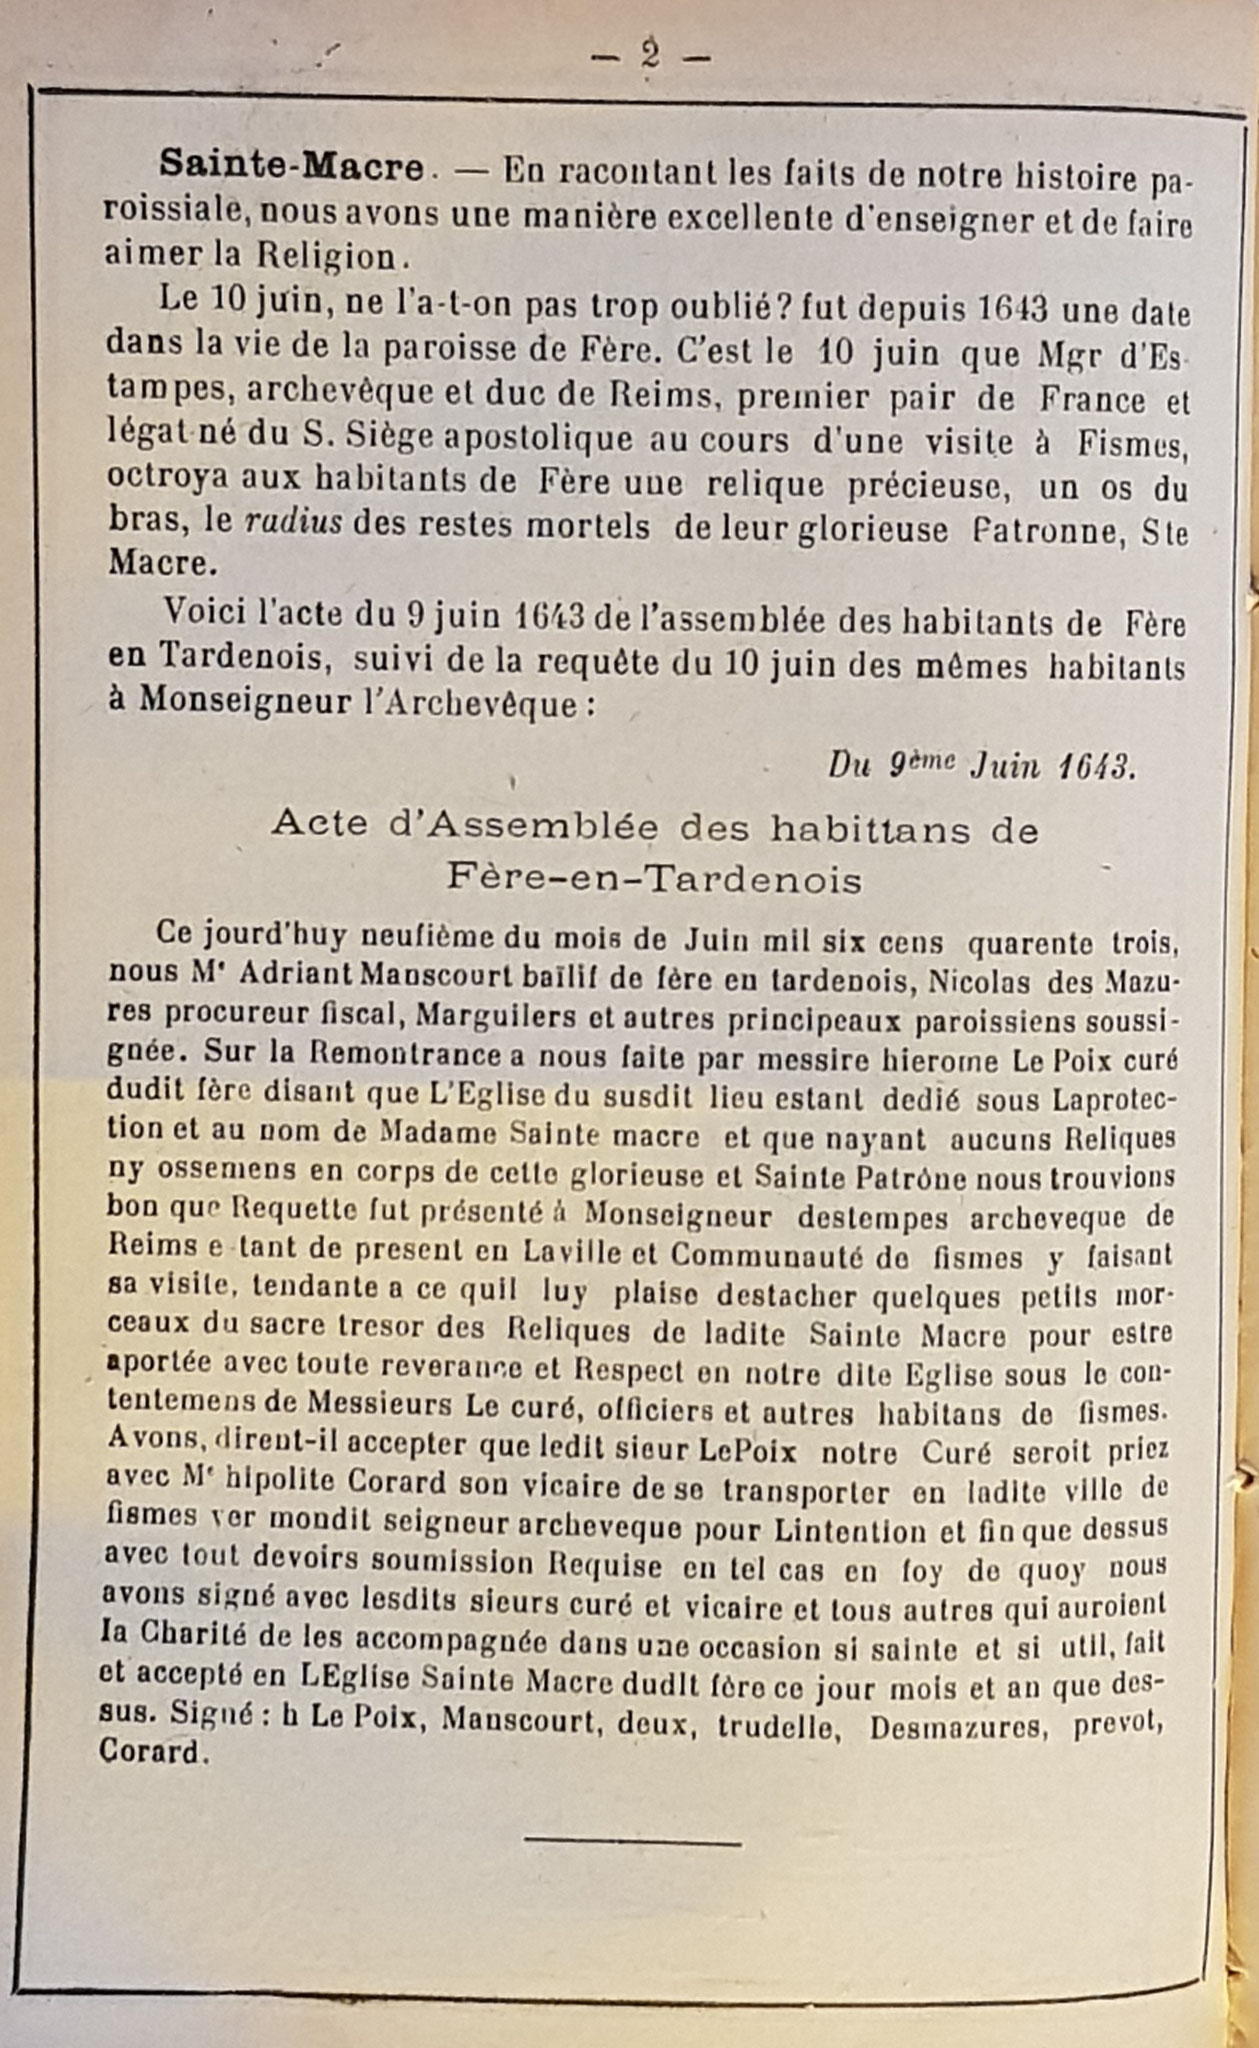 — 2 —
Sainte-Macre. — En racontant les faits de notre histoire pa-
roissiale, nous avons une manière excellente d'enseigner et de faire
aimer la Religion.
Le 10 juin, ne l'a-t-on pas trop oublié? fut depuis 1643 une date
dans la vie de la paroisse de Fère. C'est le 10 juin que Mgr d'Es-
tampes, archevêque et duc de Reims, premier pair de France et
légat-né du S. Siège apostolique au cours d'une visite à Fismes,
octroya aux habitants de Fère une relique précieuse, un os du
bras, le radius des restes mortels de leur glorieuse Patronne, Ste
Macre.
Voici l'acte du 9 juin 1643 de l'assemblée des habitants de Fère
en Tardenois, suivi de la requête du 10 juin des mêmes habitants
à Monseigneur l'Archevêque :
Du 9ème Juin 1643.
Acte d'Assemblée des habittans de
Fère-en-Tardenois
Ce jourd'huy neufième du mois de Juin mil six cens quarente trois,
nous Me Adriant Manscourt baïlif de fère en tardenois, Nicolas des Mazu-
res procureur fiscal, Marguilers et autres principeaux paroissiens soussi-
gnée. Sur la Remontrance a nous faite par messire hierome Le Poix curé
dudit fère disant que L'Eglise du susdit lieu estant dedié sous Laprotec-
tion et au nom de Madame Sainte macre et que nayant aucuns Reliques
ny ossemens en corps de cette glorieuse et Sainte Patrône nous trouvions
bon que Requette fut présenté à Monseigneur destempes archeveque de
Reims e tant de present en Laville et Communauté de fismes y faisant
sa visite, tendante a ce quil luy plaise destacher quelques petits mor-
ceaux du sacre tresor des Reliques de ladite Sainte Macre pour estre
aportée avec toute reverance et Respect en notre dite Eglise sous le con-
tentemens de Messieurs Le curé, officiers et autres habitans de fismes.
Avons, dirent-il accepter que ledit sieur LePoix notre Curé seroit priez
avec Me hipolite Corard son vicaire de se transporter en ladite ville de
fismes ver mondit seigneur archeveque pour Lintention et fin que dessus
avec tout devoirs soumission Requise en tel cas en foy de quoy nous
avons signé avec lesdits sieurs curé et vicaire et tous autres qui auroient
la Charité de les accompagnée dans une occasion si sainte et si util, fait
et accepté en LEglise Sainte Macre dudIt fère ce jour mois et an que des-
sus. Signé : h Le Poix, Manscourt, deux, trudelle, Desmazures, prevot,
Corard.